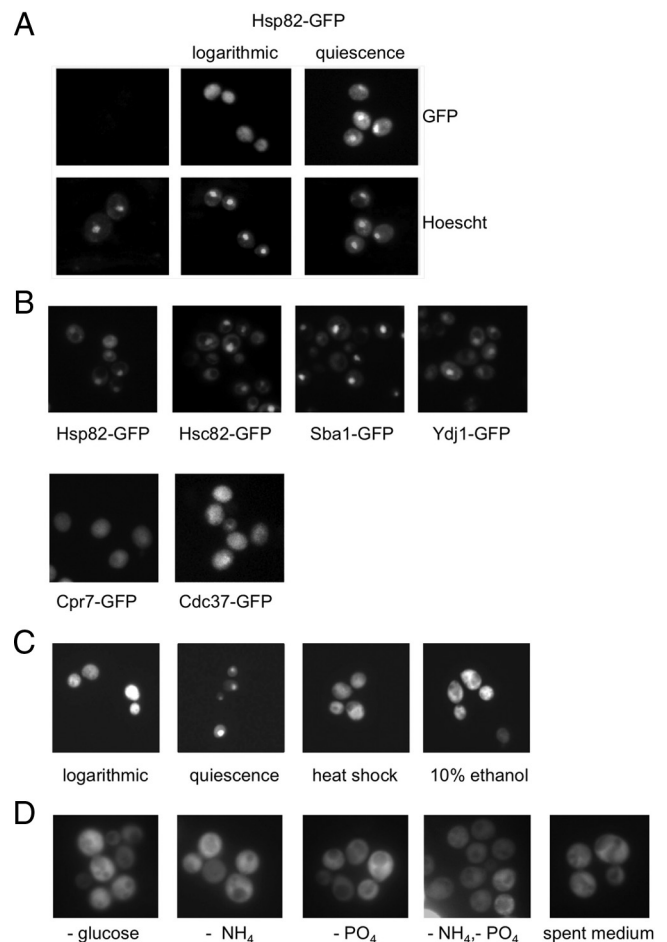 A
Hsp82-GFP
logarithmic quiescence
GFP
Hoescht
B
Hsp82-GFP Hsc82-GFP Sba1-GFP Ydj1-GFP
Cpr7-GFP Cdc37-GFP
C
logarithmic quiescence heat shock 10% ethanol
D
- glucose - NH4 - PO4 - NH4,- PO4 spent medium